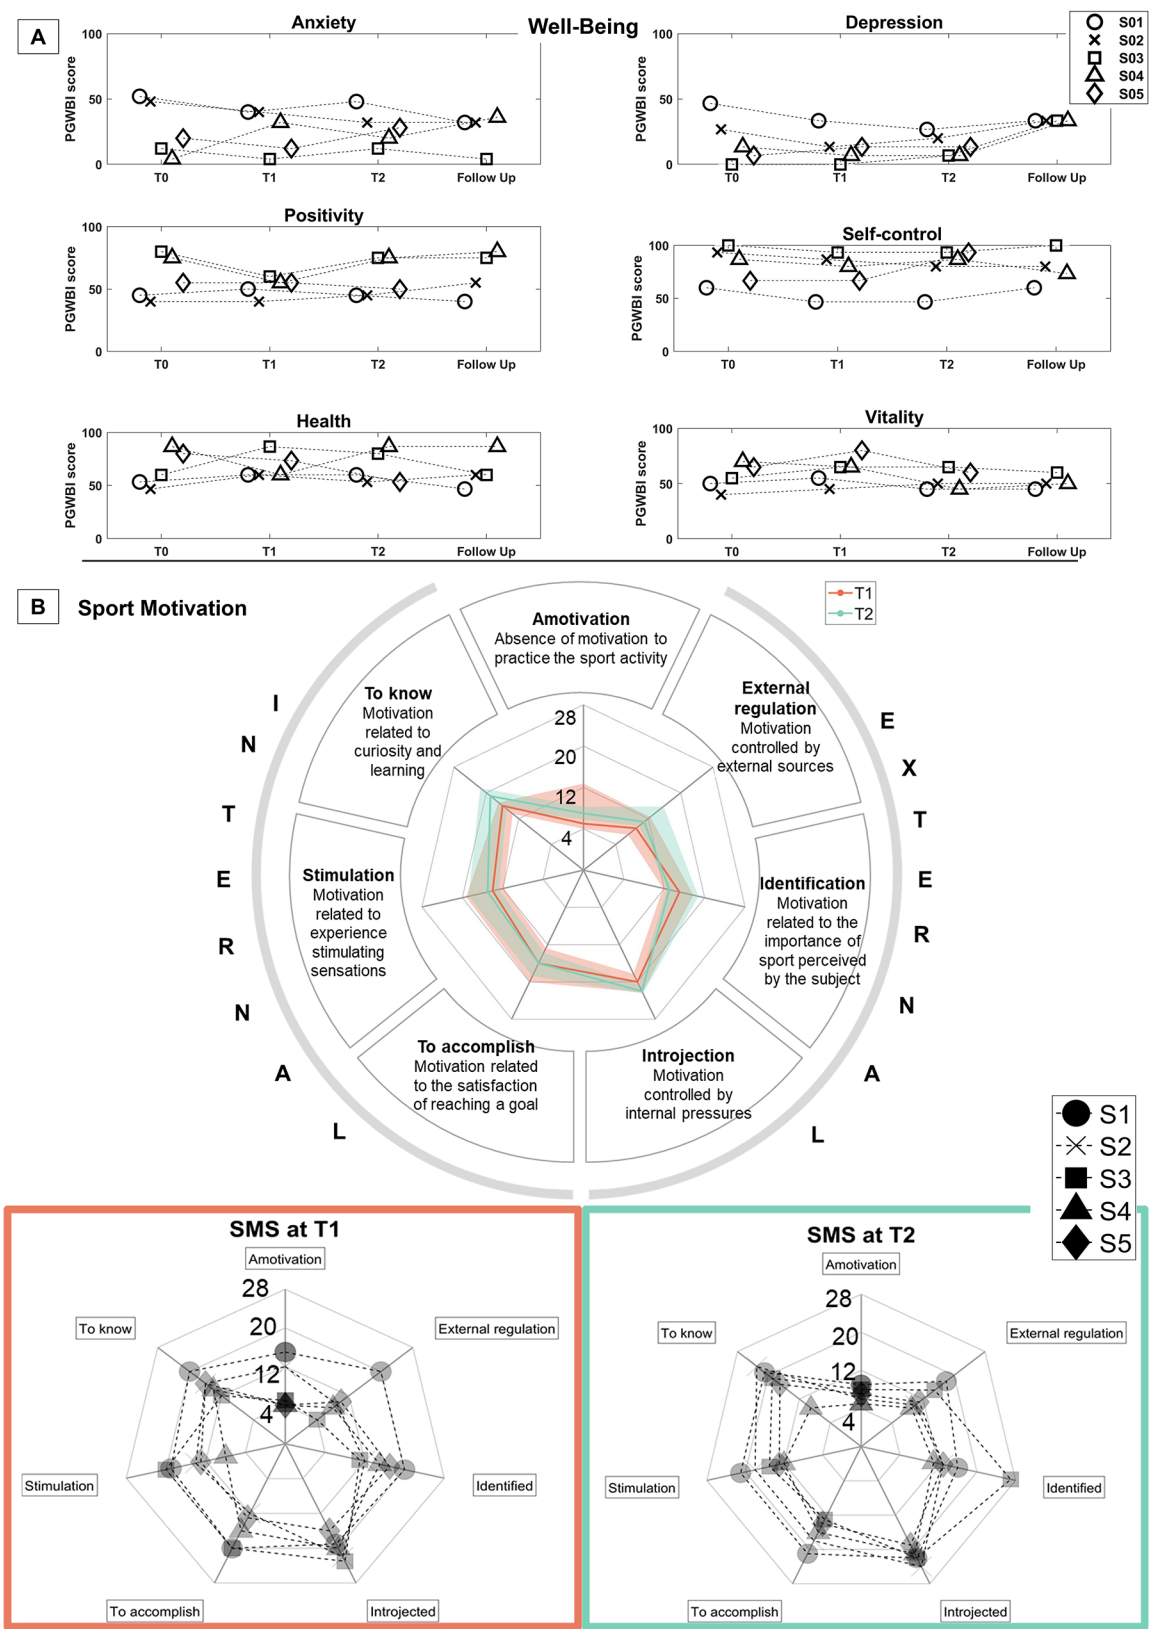 A
Well-Being
Anxiety
PGWBI score
100
50
0
T0
T1
T2
Follow Up
Depression
PGWBI score
100
50
0
T0
T1
T2
Follow Up
S01
S02
S03
S04
S05
Positivity
PGWBI score
100
50
0
T0
T1
T2
Follow Up
Self-control
PGWBI score
100
50
0
T0
T1
T2
Follow Up
Health
PGWBI score
100
50
0
T0
T1
T2
Follow Up
Vitality
PGWBI score
100
50
0
T0
T1
T2
Follow Up
B
Sport Motivation
T1
T2
INTERNAL
EXTERNAL
Amotivation
Absence of motivation to
practice the sport activity
External
regulation
Motivation
controlled by
external sources
Identification
Motivation
related to the
importance of
sport perceived
by the subject
Introjection
Motivation
controlled by
internal pressures
To accomplish
Motivation related
to the satisfaction
of reaching a goal
Stimulation
Motivation
related to
experience
stimulating
sensations
To know
Motivation
related to
curiosity and
learning
28
20
12
4
S1
S2
S3
S4
S5
SMS at T1
Amotivation
28
20
12
4
To know
External regulation
Stimulation
Identified
To accomplish
Introjected
SMS at T2
Amotivation
28
20
12
4
To know
External regulation
Stimulation
Identified
To accomplish
Introjected